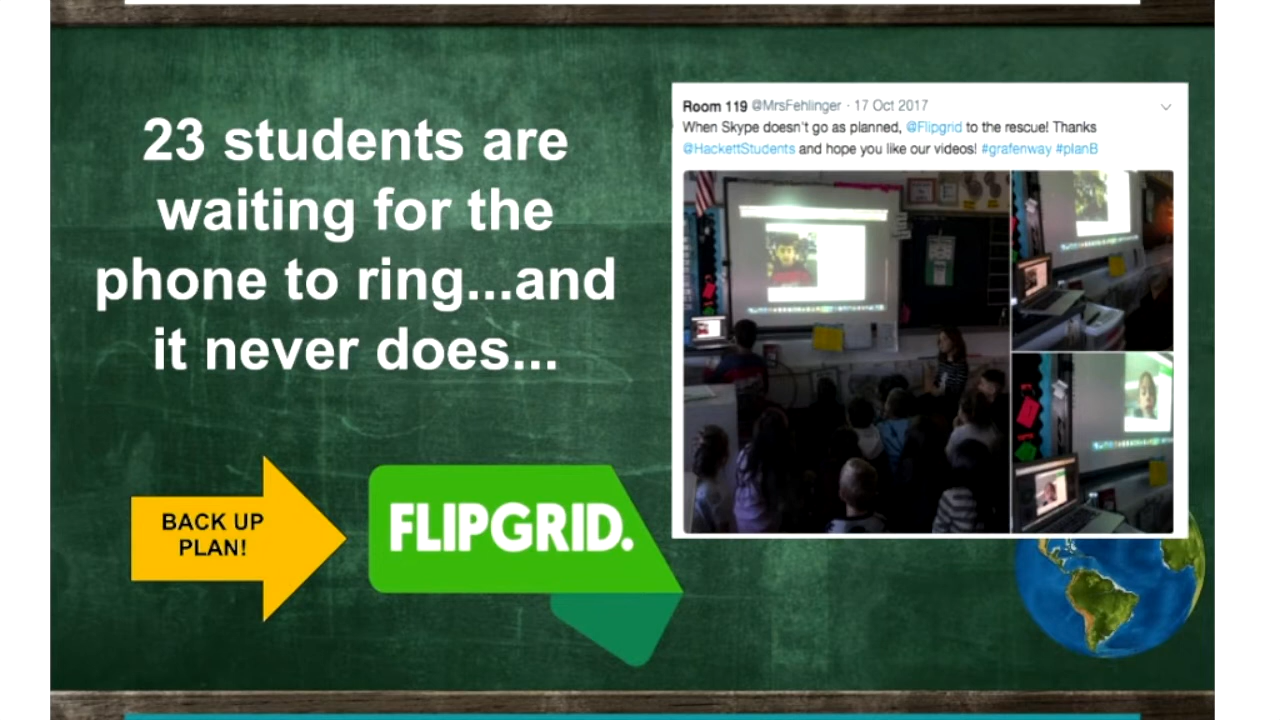 23 students are
waiting for the
phone to ring...and
it never does...
BACK UP
PLAN!
FLIPGRID.
Room 119 @MrsFehlinger · 17 Oct 2017
When Skype doesn't go as planned, @Flipgrid to the rescue! Thanks
@HackettStudents and hope you like our videos! #grafenway #planB